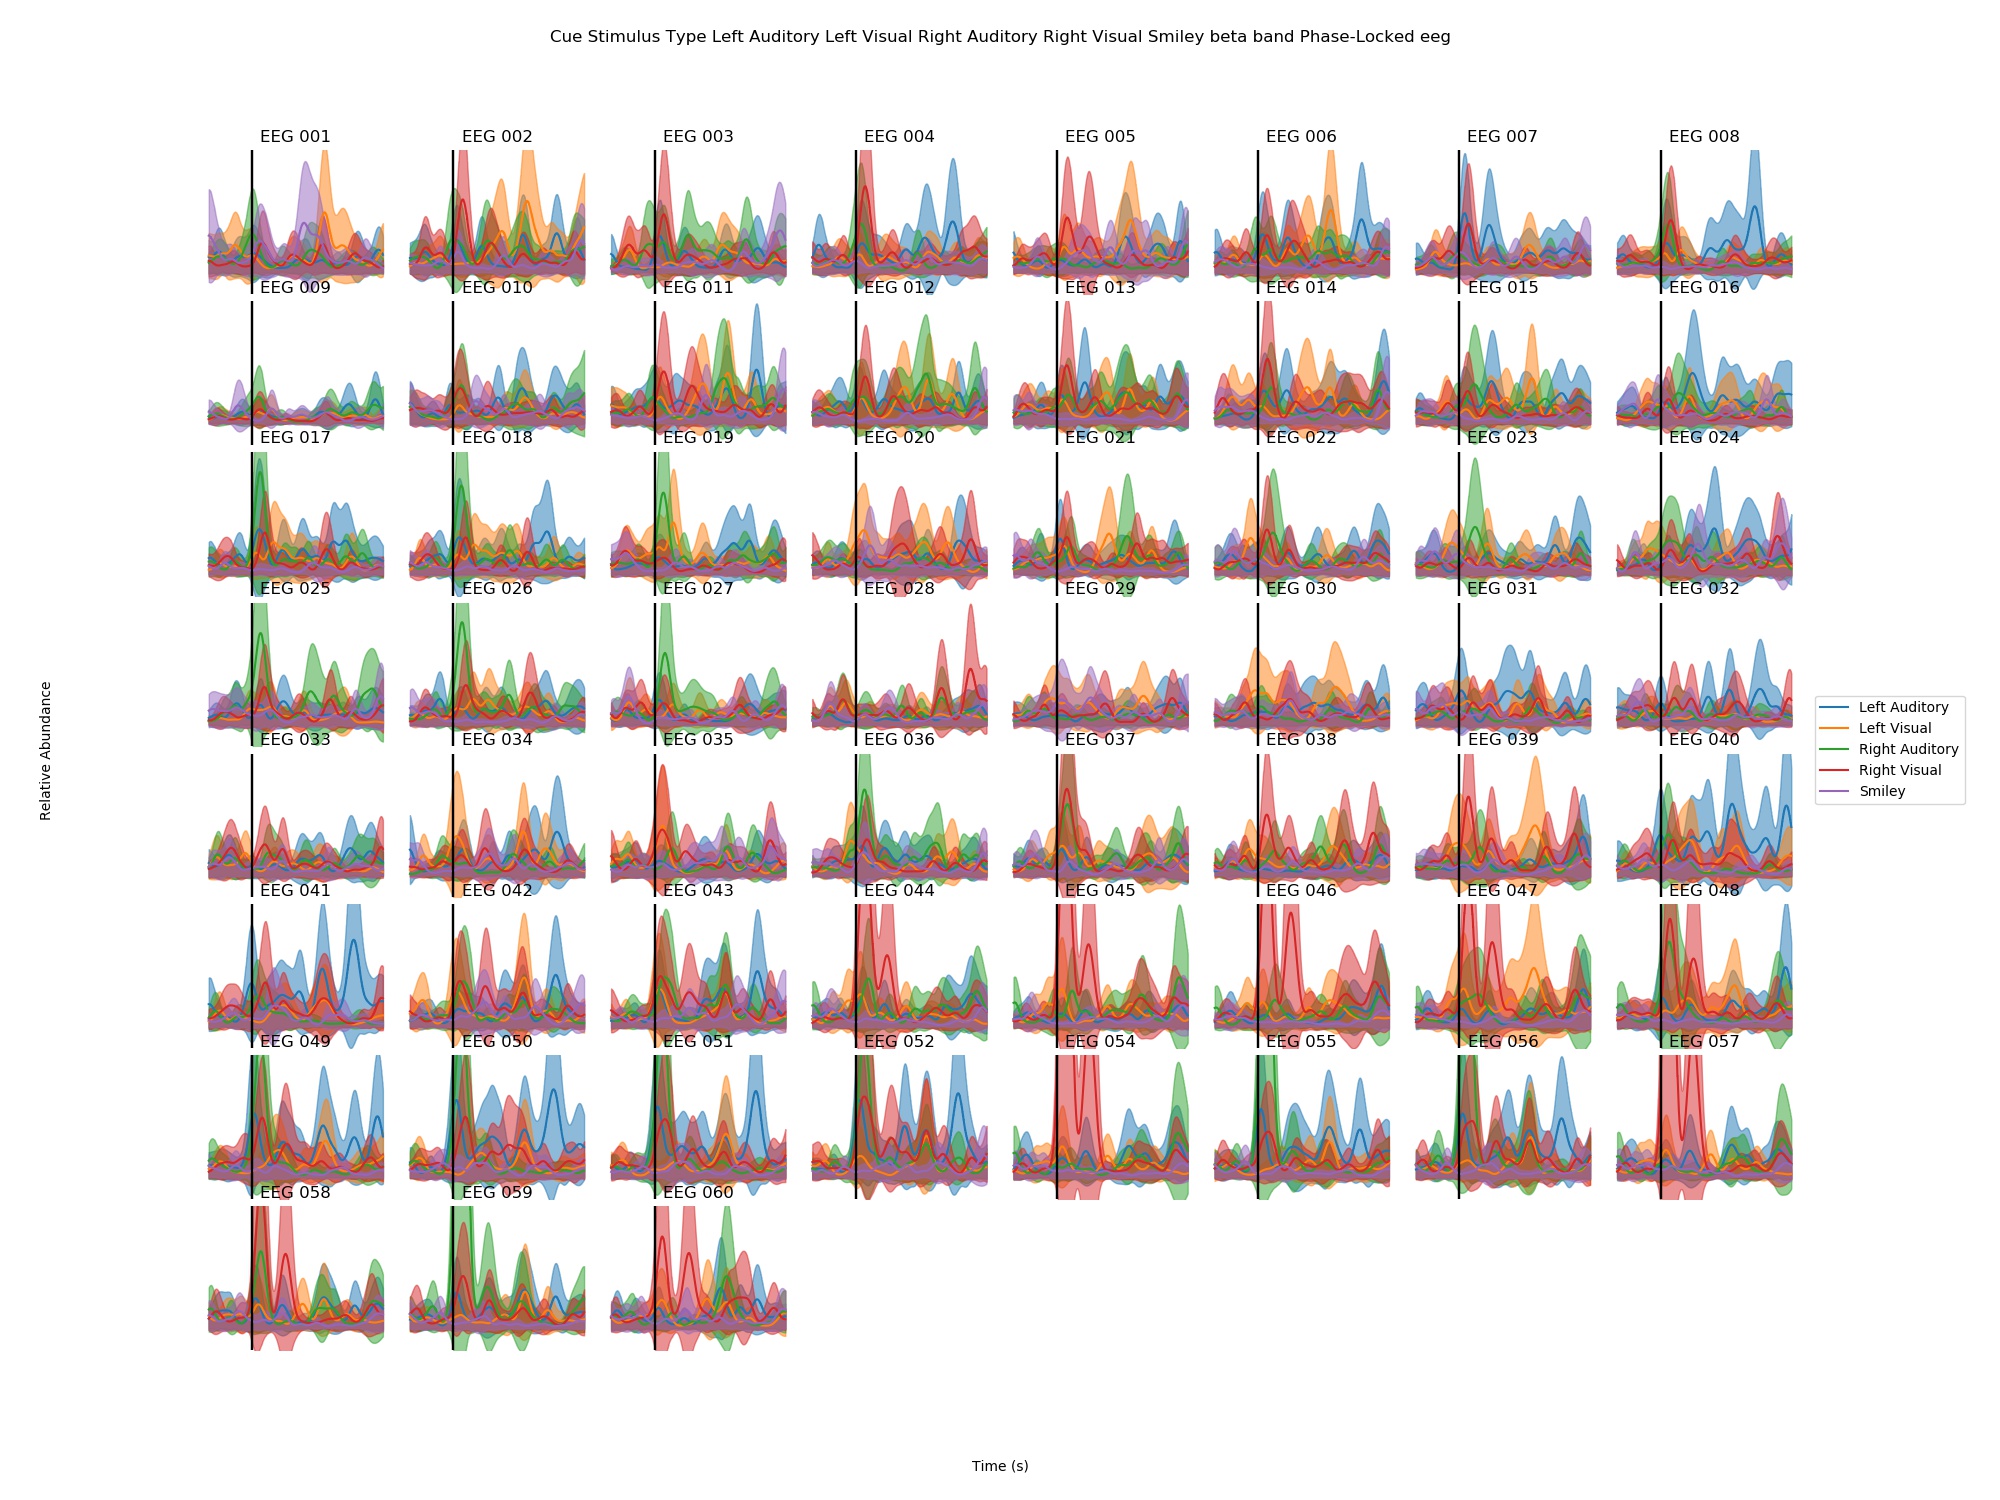 Cue Stimulus Type Left Auditory Left Visual Right Auditory Right Visual Smiley beta band Phase-Locked eeg
EEG 001 EEG 002 EEG 003 EEG 004 EEG 005 EEG 006 EEG 007 EEG 008
EEG 009 EEG 010 EEG 011 EEG 012 EEG 013 EEG 014 EEG 015 EEG 016
EEG 017 EEG 018 EEG 019 EEG 020 EEG 021 EEG 022 EEG 023 EEG 024
EEG 025 EEG 026 EEG 027 EEG 028 EEG 029 EEG 030 EEG 031 EEG 032
EEG 033 EEG 034 EEG 035 EEG 036 EEG 037 EEG 038 EEG 039 EEG 040
EEG 041 EEG 042 EEG 043 EEG 044 EEG 045 EEG 046 EEG 047 EEG 048
EEG 049 EEG 050 EEG 051 EEG 052 EEG 054 EEG 055 EEG 056 EEG 057
EEG 058 EEG 059 EEG 060
Relative Abundance
Time (s)
Left Auditory
Left Visual
Right Auditory
Right Visual
Smiley